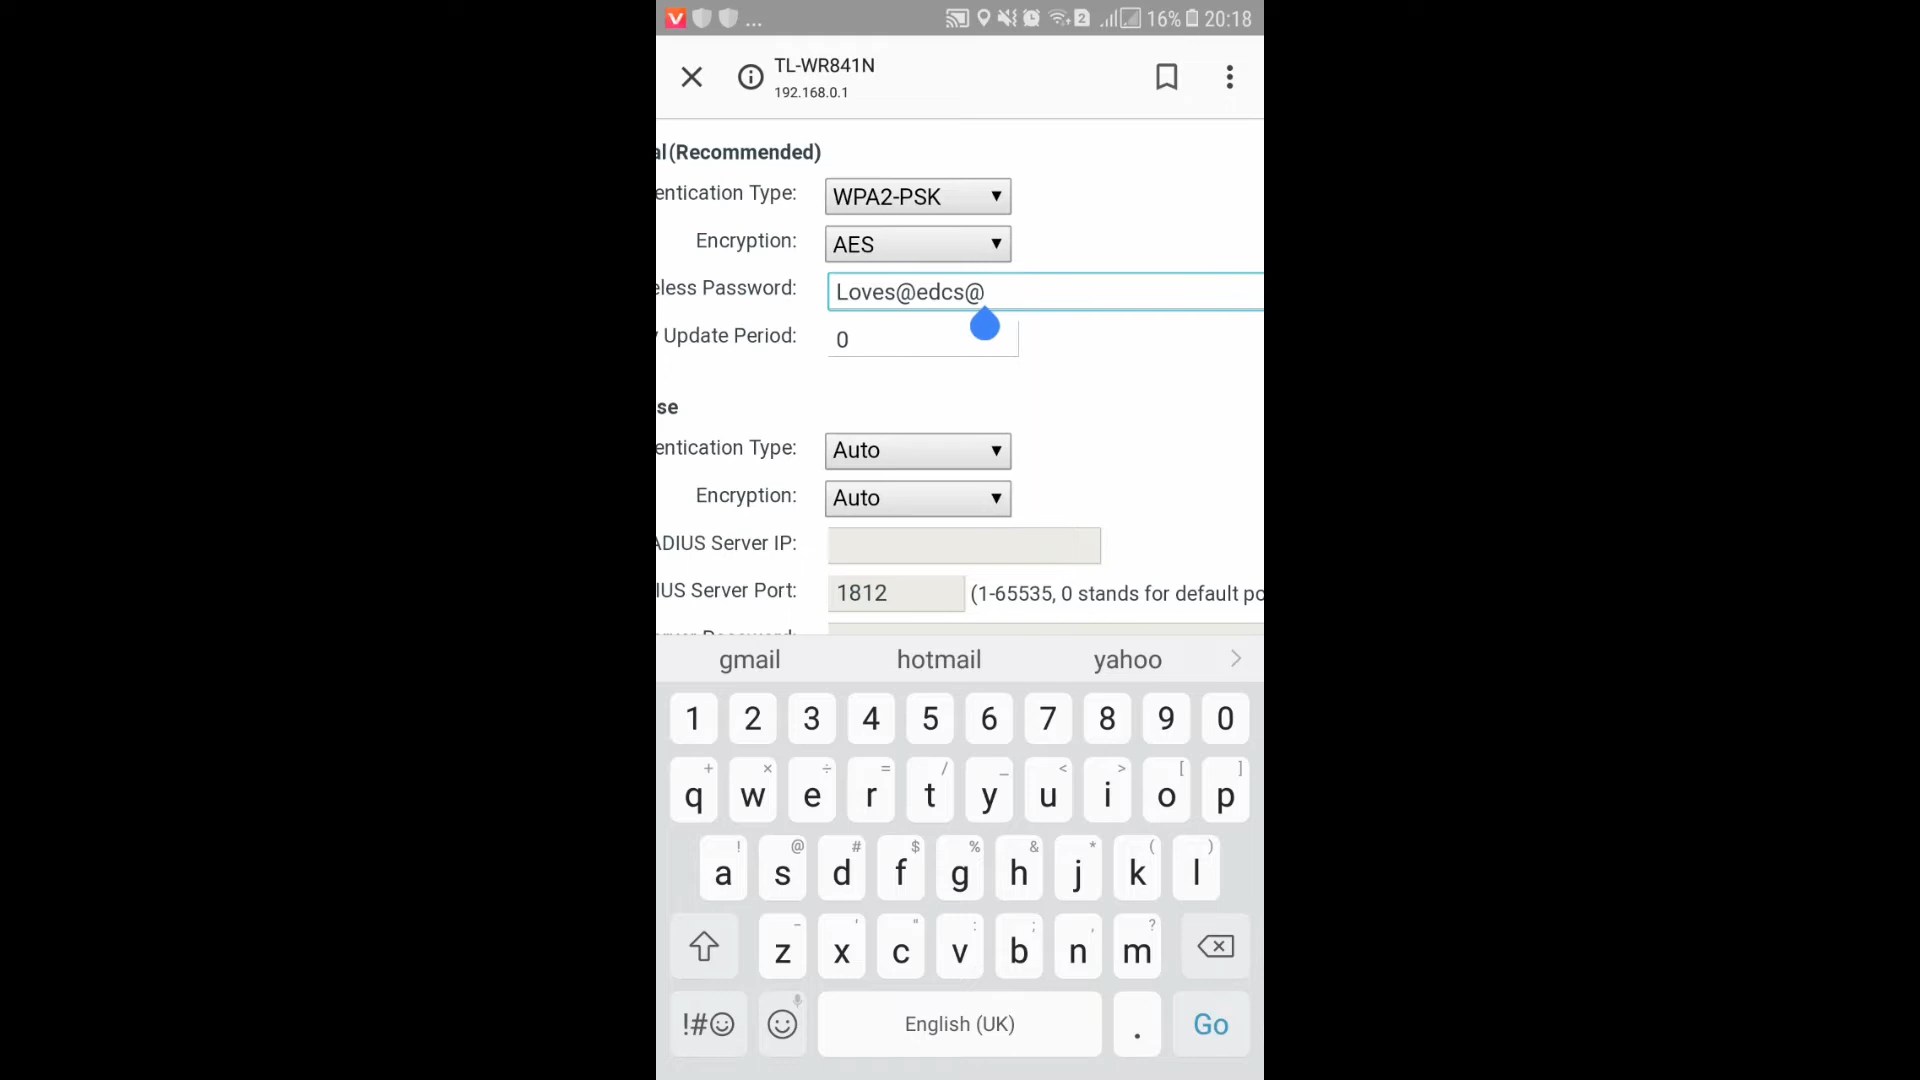 ... 2 16% 20:18
TL-WR841N
192.168.0.1
al(Recommended)
entication Type: WPA2-PSK
Encryption: AES
eless Password: Loves@edcs@
Update Period: 0
se
entication Type: Auto
Encryption: Auto
ADIUS Server IP:
IUS Server Port: 1812 (1-65535, 0 stands for default po
gmail hotmail yahoo
1 2 3 4 5 6 7 8 9 0
+ × ÷ = / _ < > [ ]
q w e r t y u i o p
! @ # $ % & * ( )
a s d f g h j k l
- ' " : ; , ?
z x c v b n m
!#☺ English (UK) . Go